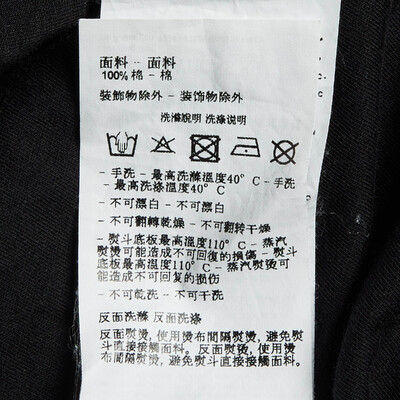 面料 - 面料
100% 棉 - 棉
裝飾物除外 - 装饰物除外
洗滌說明 洗涤说明
- 手洗 - 最高洗滌溫度40° C - 手洗
- 最高洗涤温度40° C
- 不可漂白 - 不可漂白
- 不可翻轉乾燥 - 不可翻转干燥
- 熨斗底板最高溫度110° C - 蒸汽
熨燙可能造成不可回復的損傷 - 熨斗
底板最高温度110° C - 蒸汽熨烫可
能造成不可回复的损伤
- 不可乾洗 - 不可干洗
反面洗滌 反面洗涤
反面熨燙, 使用燙布間隔熨燙, 避免熨
斗直接接觸面料。反面熨烫, 使用烫
布间隔熨烫, 避免熨斗直接接触面料。